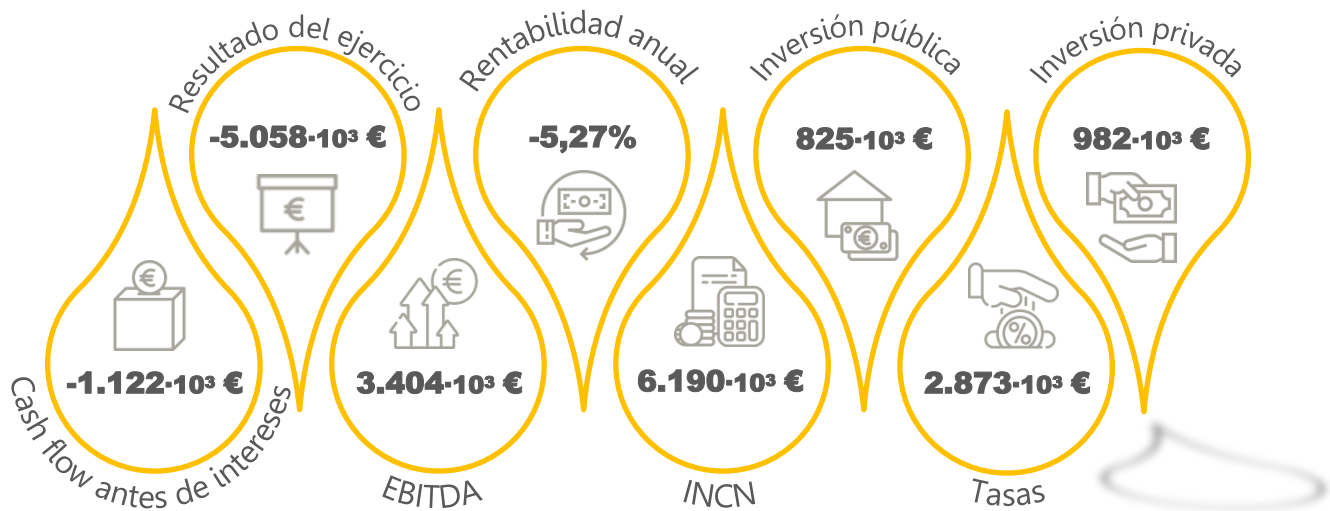 Resultado del ejercicio
-5.058·10³ €
€
Rentabilidad anual
-5,27%
Inversión pública
825·10³ €
€
Inversión privada
982·10³ €
€
-1.122·10³ €
Cash flow antes de intereses
€
3.404·10³ €
EBITDA
6.190·10³ €
INCN
%
2.873·10³ €
Tasas